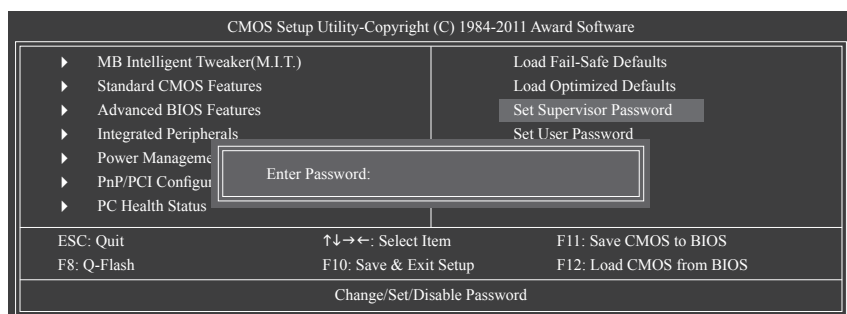 CMOS Setup Utility-Copyright (C) 1984-2011 Award Software
MB Intelligent Tweaker(M.I.T.)
Standard CMOS Features
Advanced BIOS Features
Integrated Peripherals
Power Manageme
PnP/PCI Configur
PC Health Status
Load Fail-Safe Defaults
Load Optimized Defaults
Set Supervisor Password
Set User Password
Enter Password:
ESC: Quit ↑↓→←: Select Item F11: Save CMOS to BIOS
F8: Q-Flash F10: Save & Exit Setup F12: Load CMOS from BIOS
Change/Set/Disable Password